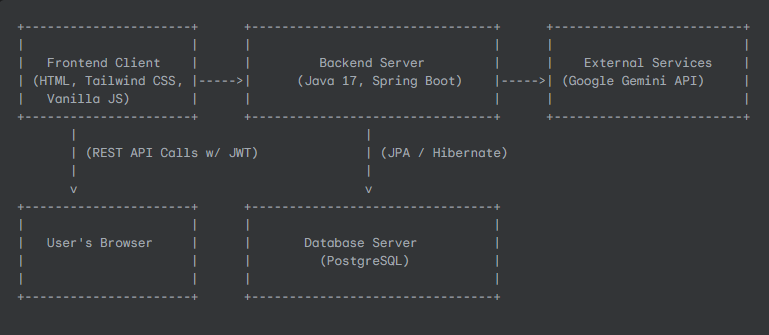 Frontend Client Backend Server External Services
(HTML, Tailwind CSS, (Java 17, Spring Boot) (Google Gemini API)
Vanilla JS)
(REST API Calls w/ JWT) (JPA / Hibernate)
v v
User's Browser Database Server
(PostgreSQL)